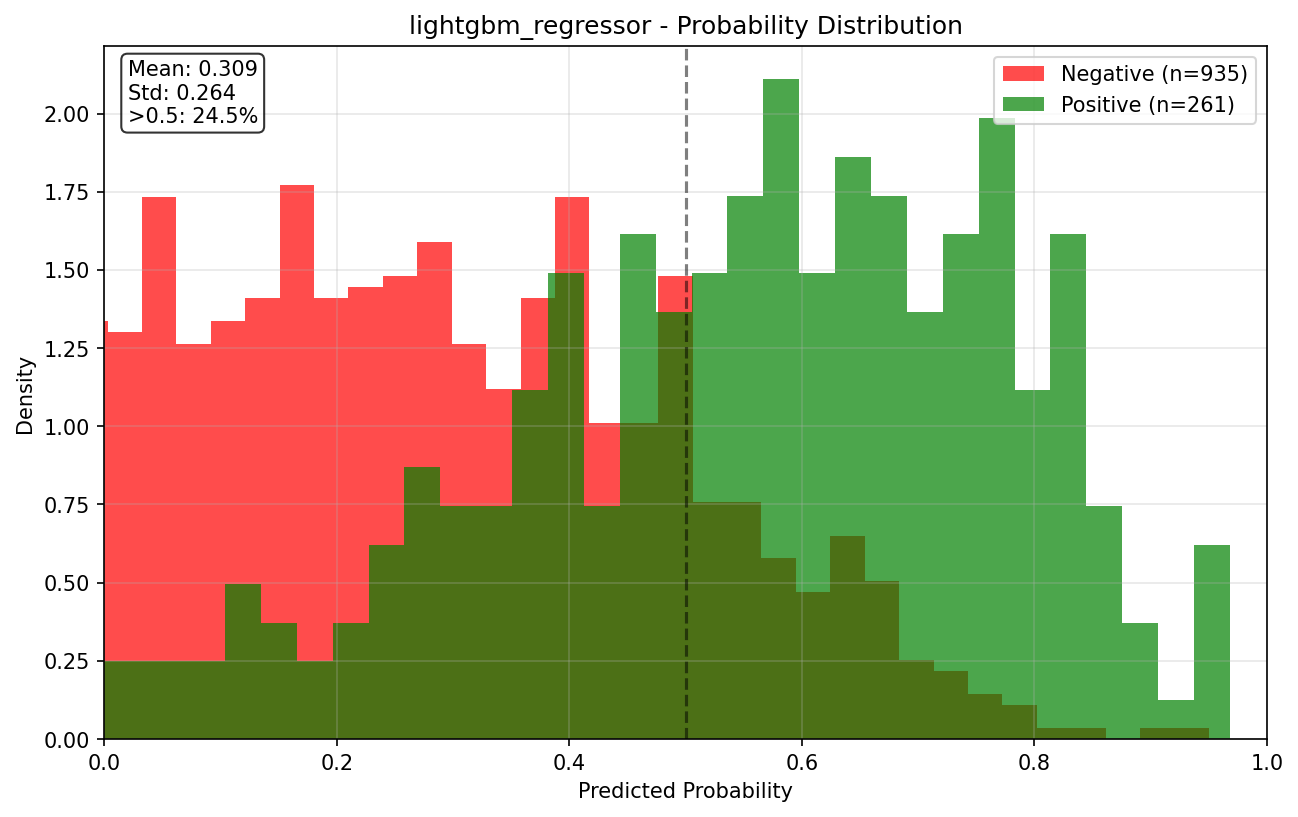 lightgbm_regressor - Probability Distribution
Mean: 0.309
Std: 0.264
>0.5: 24.5%
Negative (n=935)
Positive (n=261)
2.00
1.75
1.50
1.25
1.00
0.75
0.50
0.25
0.00
Density
0.0 0.2 0.4 0.6 0.8 1.0
Predicted Probability